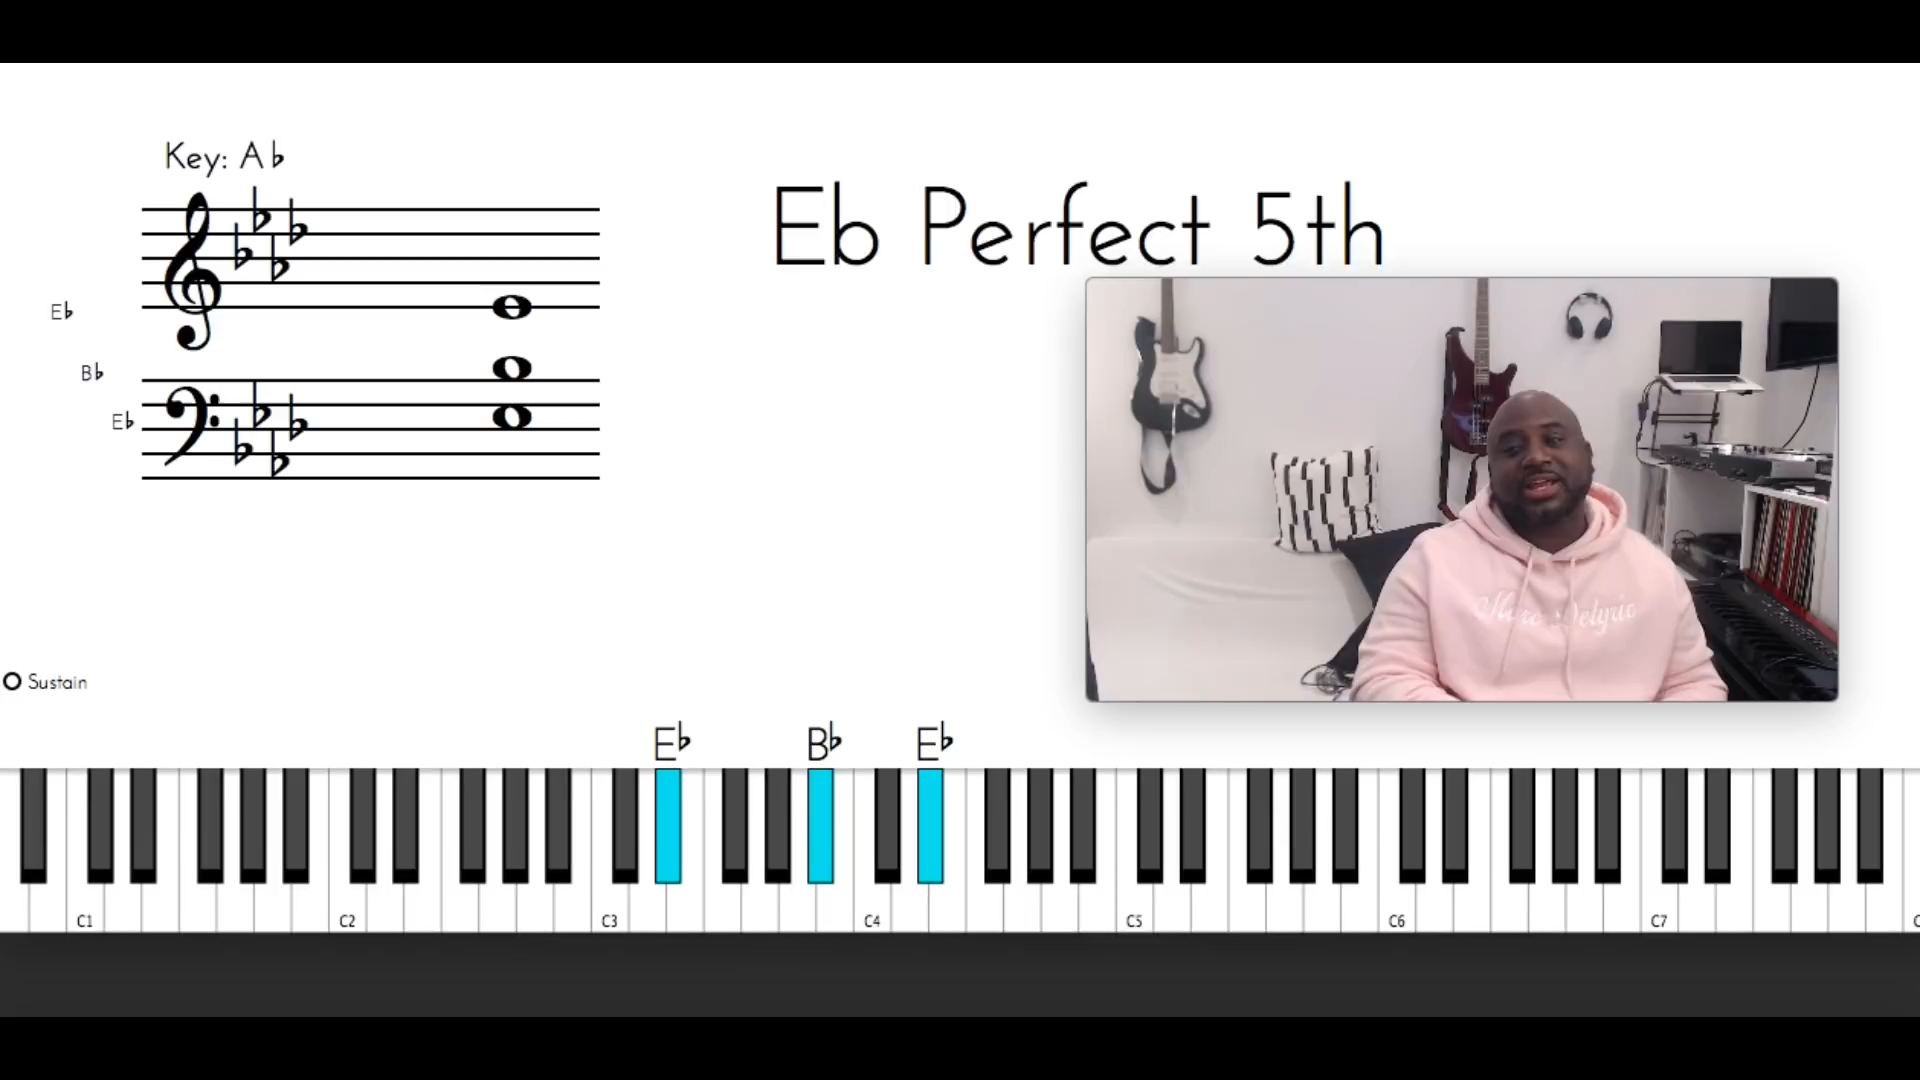 Key: A♭
Eb Perfect 5th
E♭
B♭
E♭
Sustain
E♭ B♭ E♭
C1 C2 C3 C4 C5 C6 C7